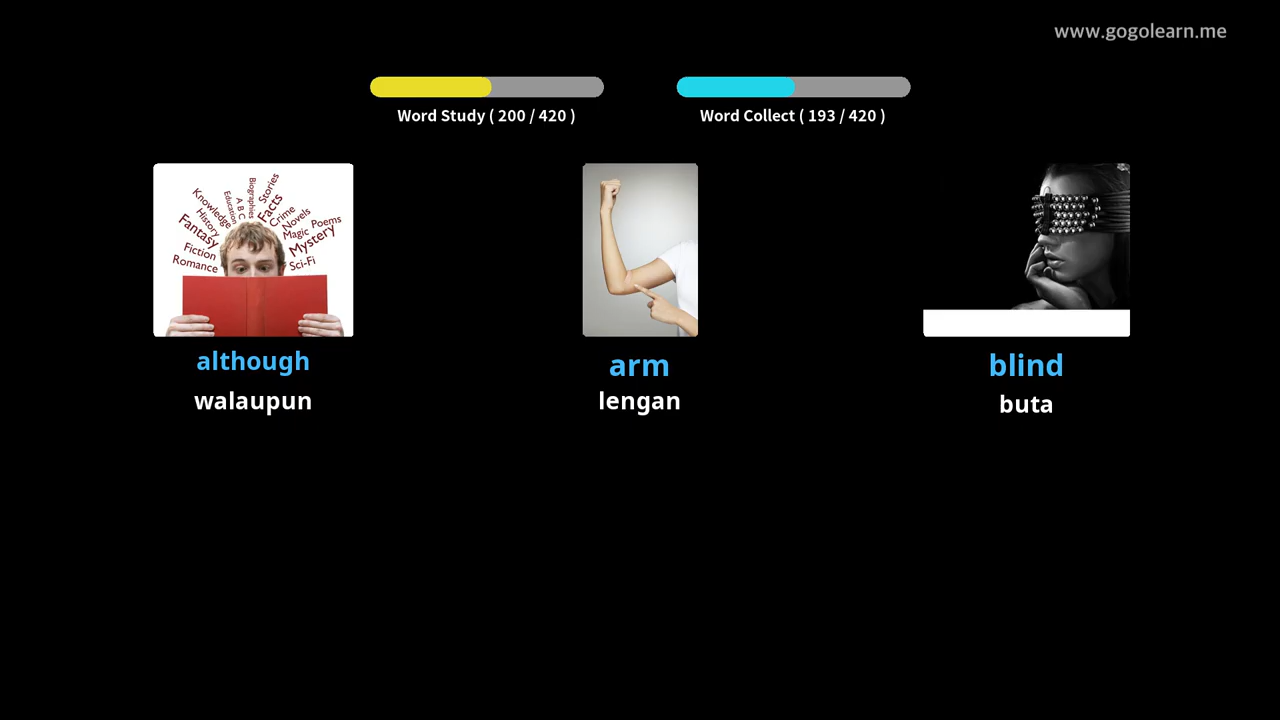 www.gogolearn.me
Word Study ( 200 / 420 )
Word Collect ( 193 / 420 )
Knowledge
History
Fantasy
Fiction
Romance
Education
A B C
Biographies
Stories
Facts
Crime
Novels
Magic
Poems
Mystery
Sci-Fi
although
arm
blind
walaupun
lengan
buta